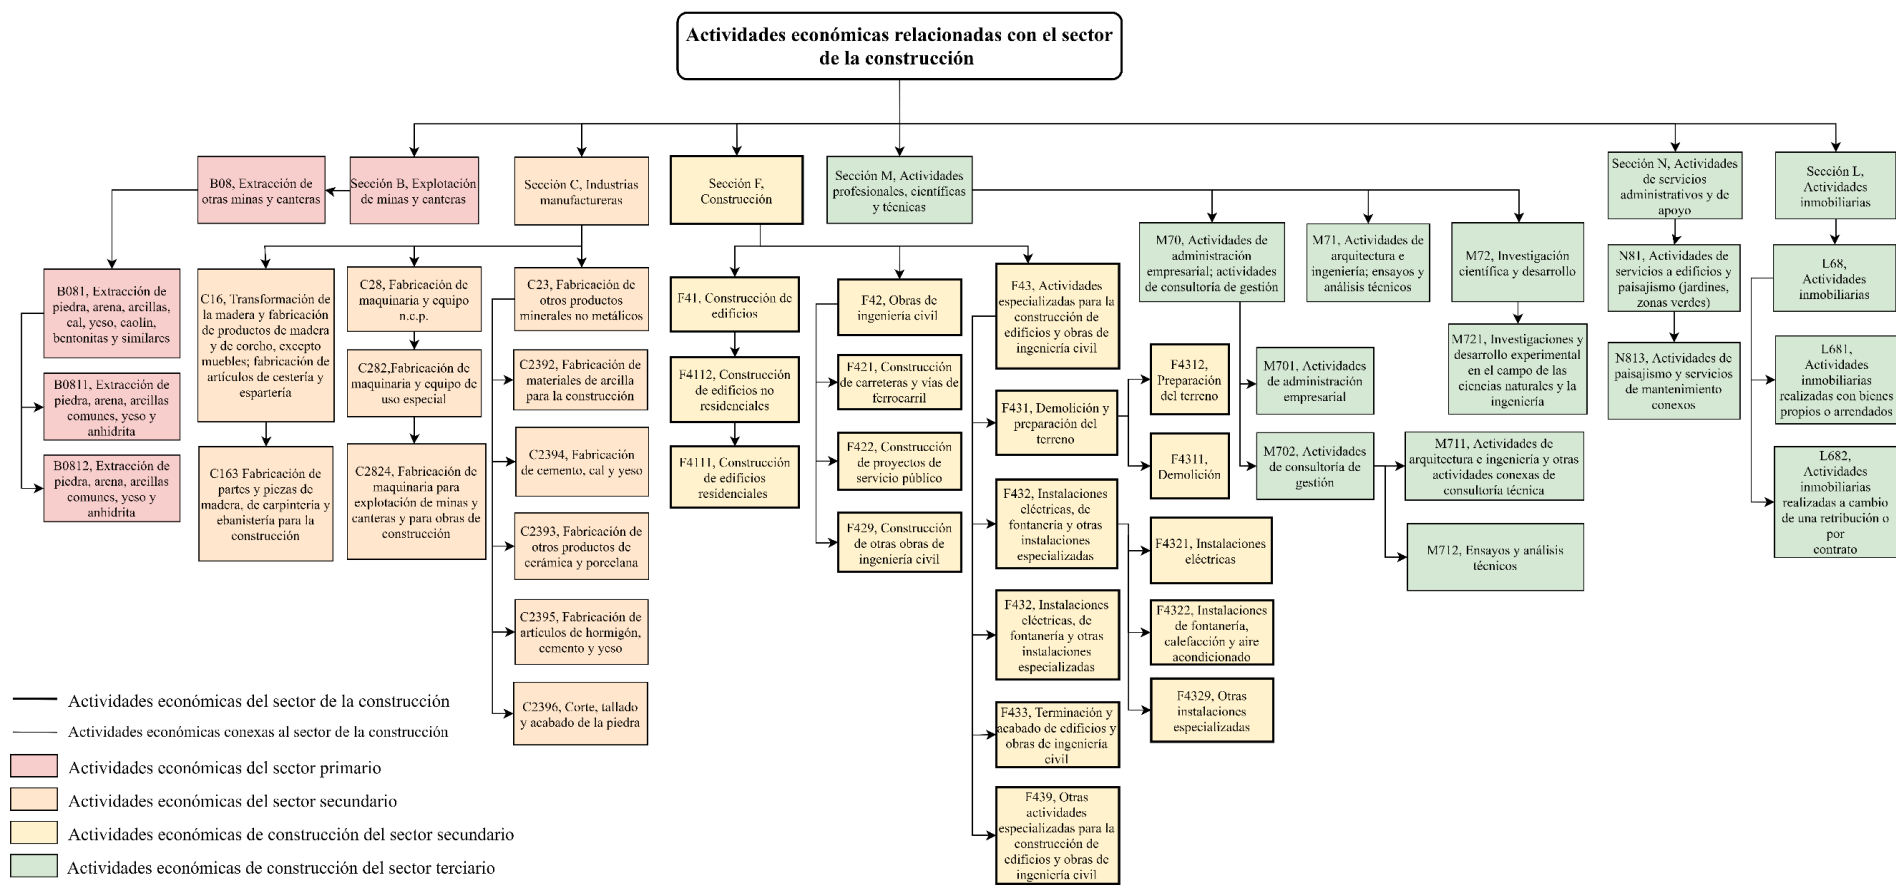 Actividades económicas relacionadas con el sector
de la construcción
B08, Extracción de
otras minas y canteras
Sección B, Explotación
de minas y canteras
Sección C, Industrias
manufactureras
Sección F,
Construcción
Sección M, Actividades
profesionales, científicas
y técnicas
Sección N, Actividades
de servicios
administrativos y de
apoyo
Sección L,
Actividades
inmobiliarias
B081, Extracción de
piedra, arena, arcillas,
cal, yeso, caolín,
bentonitas y similares
B0811, Extracción de
piedra, arena, arcillas
comunes, yeso y
anhidrita
B0812, Extracción de
piedra, arena, arcillas
comunes, yeso y
anhidrita
C16, Transformación de
la madera y fabricación
de productos de madera
y de corcho, excepto
muebles; fabricación de
artículos de cestería y
espartería
C163 Fabricación de
partes y piezas de
madera, de carpintería y
ebanistería para la
construcción
C28, Fabricación de
maquinaria y equipo
n.c.p.
C282,Fabricación de
maquinaria y equipo de
uso especial
C2824, Fabricación de
maquinaria para
explotación de minas y
canteras y para obras de
construcción
C23, Fabricación de
otros productos
minerales no metálicos
C2392, Fabricación de
materiales de arcilla
para la construcción
C2394, Fabricación
de cemento, cal y yeso
C2393, Fabricación de
otros productos de
cerámica y porcelana
C2395, Fabricación de
artículos de hormigón,
cemento y yeso
C2396, Corte, tallado
y acabado de la piedra
F41, Construcción de
edificios
F4112, Construcción
de edificios no
residenciales
F4111, Construcción
de edificios
residenciales
F42, Obras de
ingeniería civil
F421, Construcción
de carreteras y vías de
ferrocarril
F422, Construcción
de proyectos de
servicio público
F429, Construcción
de otras obras de
ingeniería civil
F43, Actividades
especializadas para la
construcción de
edificios y obras de
ingeniería civil
F431, Demolición y
preparación del
terreno
F432, Instalaciones
eléctricas, de
fontanería y otras
instalaciones
especializadas
F432, Instalaciones
eléctricas, de
fontanería y otras
instalaciones
especializadas
F433, Terminación y
acabado de edificios y
obras de ingeniería
civil
F439, Otras
actividades
especializadas para la
construcción de
edificios y obras de
ingeniería civil
F4312,
Preparación
del terreno
F4311,
Demolición
F4321, Instalaciones
eléctricas
F4322, Instalaciones
de fontanería,
calefacción y aire
acondicionado
F4329, Otras
instalaciones
especializadas
M70, Actividades de
administración
empresarial; actividades
de consultoría de gestión
M71, Actividades de
arquitectura e
ingeniería; ensayos y
análisis técnicos
M72, Investigación
científica y desarrollo
M701, Actividades
de administración
empresarial
M702, Actividades
de consultoría de
gestión
M721, Investigaciones y
desarrollo experimental
en el campo de las
ciencias naturales y la
ingeniería
M711, Actividades de
arquitectura e ingeniería y otras
actividades conexas de
consultoría técnica
M712, Ensayos y análisis
técnicos
N81, Actividades de
servicios a edificios y
paisajismo (jardines,
zonas verdes)
N813, Actividades de
paisajismo y servicios
de mantenimiento
conexos
L68,
Actividades
inmobiliarias
L681,
Actividades
inmobiliarias
realizadas con bienes
propios o arrendados
L682,
Actividades
inmobiliarias
realizadas a cambio
de una retribución o
por
contrato
Actividades económicas del sector de la construcción
Actividades económicas conexas al sector de la construcción
Actividades económicas del sector primario
Actividades económicas del sector secundario
Actividades económicas de construcción del sector secundario
Actividades económicas de construcción del sector terciario